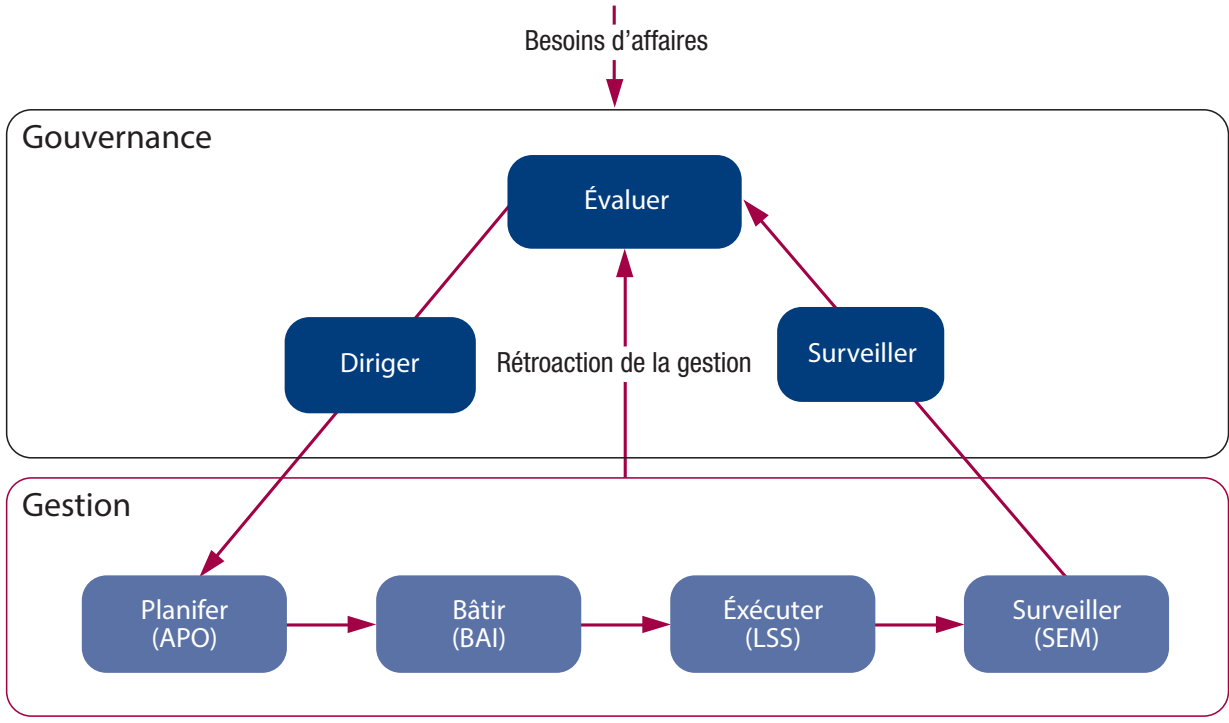 Besoins d’affaires
Gouvernance
Évaluer
Diriger
Rétroaction de la gestion
Surveiller
Gestion
Planifer
(APO)
Bâtir
(BAI)
Éxécuter
(LSS)
Surveiller
(SEM)